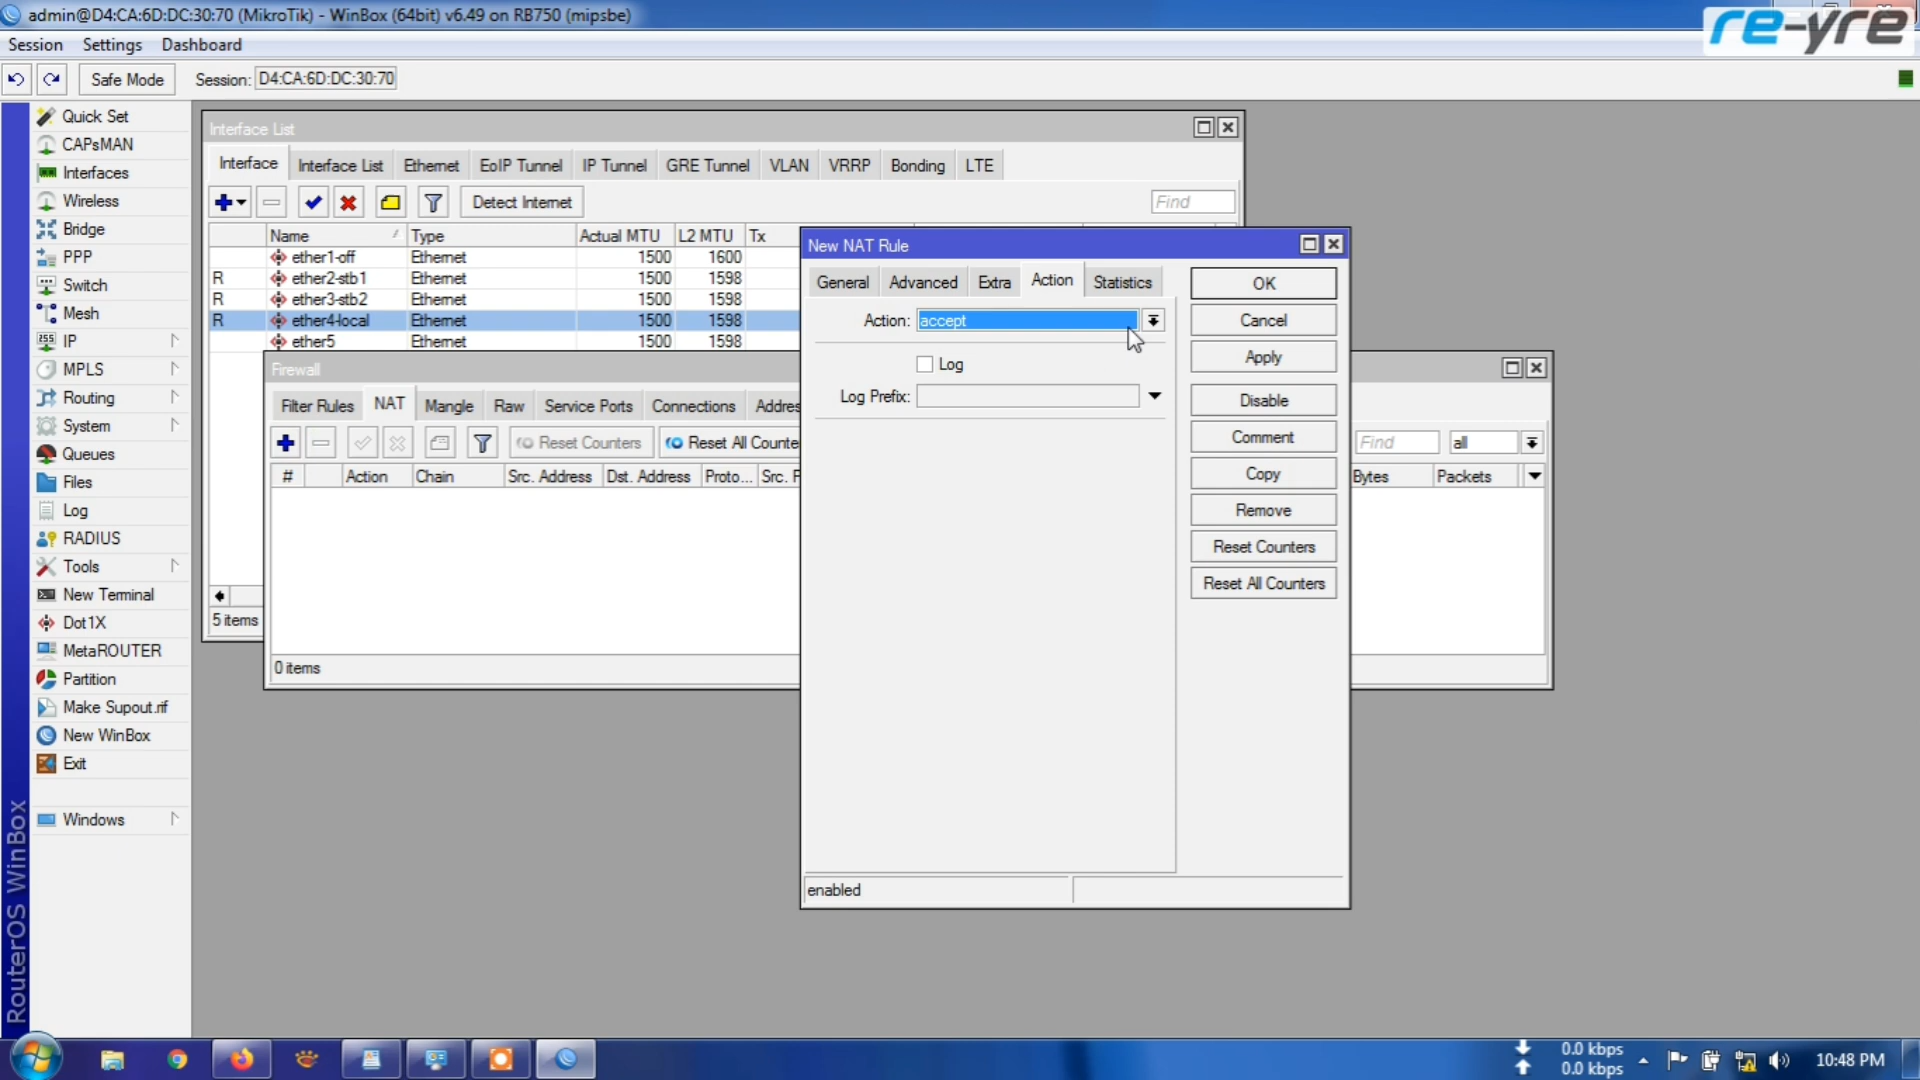 admin@D4:CA:6D:DC:30:70 (MikroTik) - WinBox (64bit) v6.49 on RB750 (mipsbe)
re-yre
Session Settings Dashboard
Safe Mode Session: D4:CA:6D:DC:30:70
Quick Set
CAPsMAN
Interfaces
Wireless
Bridge
PPP
Switch
Mesh
IP
MPLS
Routing
System
Queues
Files
Log
RADIUS
Tools
New Terminal
Dot1X
MetaROUTER
Partition
Make Supout.rif
New WinBox
Exit
Windows
RouterOS WinBox
Interface List
Interface Interface List Ethernet EoIP Tunnel IP Tunnel GRE Tunnel VLAN VRRP Bonding LTE
Detect Internet Find
Name Type Actual MTU L2 MTU Tx
ether1-off Ethernet 1500 1600
R ether2-stb1 Ethernet 1500 1598
R ether3-stb2 Ethernet 1500 1598
R ether4-local Ethernet 1500 1598
ether5 Ethernet 1500 1598
5 items
Firewall
Filter Rules NAT Mangle Raw Service Ports Connections Addres
Reset Counters Reset All Counte Find all
# Action Chain Src. Address Dst. Address Proto... Src. P Bytes Packets
0 items
New NAT Rule
General Advanced Extra Action Statistics
Action: accept
Log
Log Prefix:
OK
Cancel
Apply
Disable
Comment
Copy
Remove
Reset Counters
Reset All Counters
enabled
0.0 kbps
0.0 kbps
10:48 PM